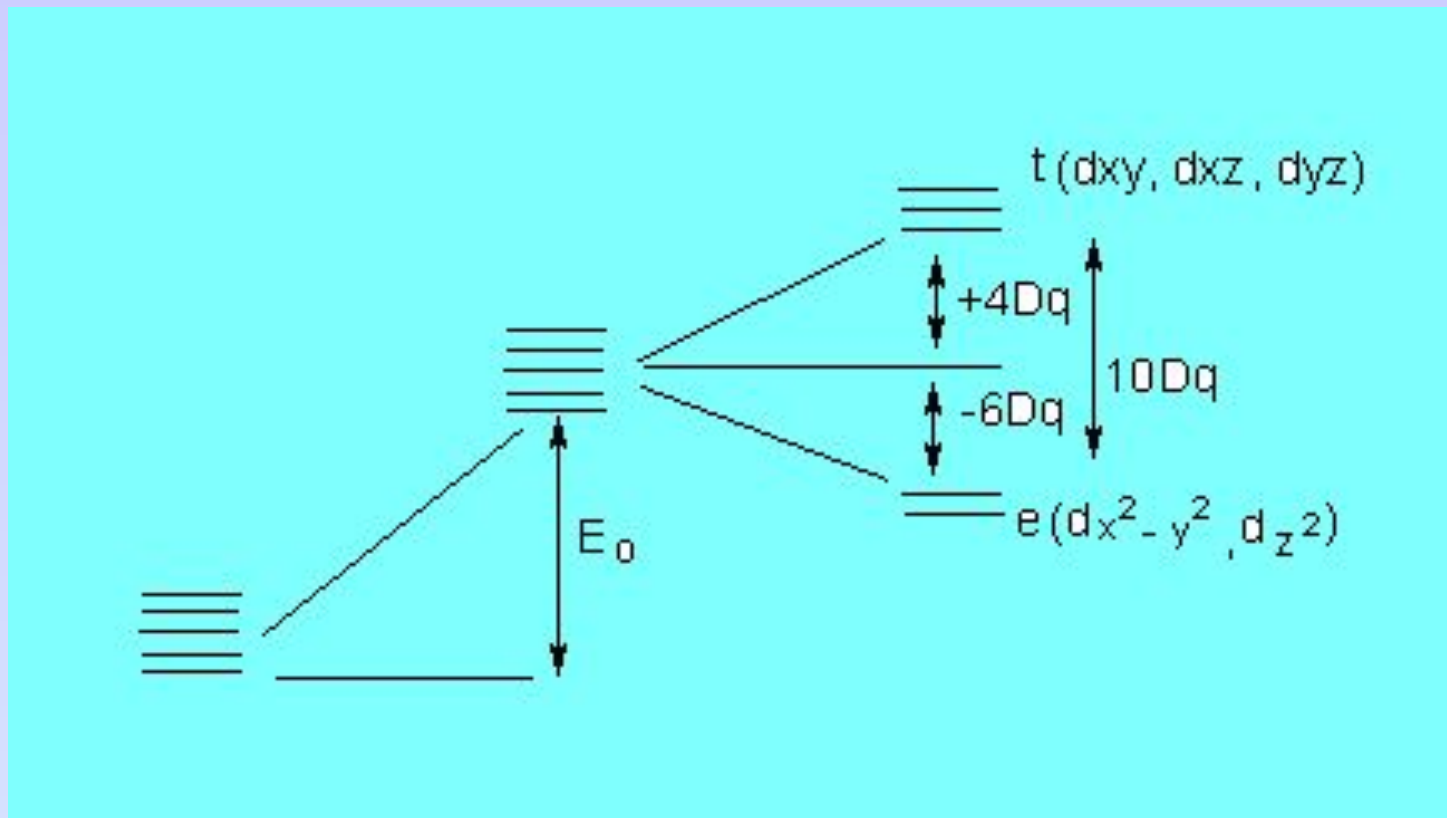 t (dxy, dxz, dyz)
+4Dq
10Dq
-6Dq
e (dx² - y² , dz²)
E₀